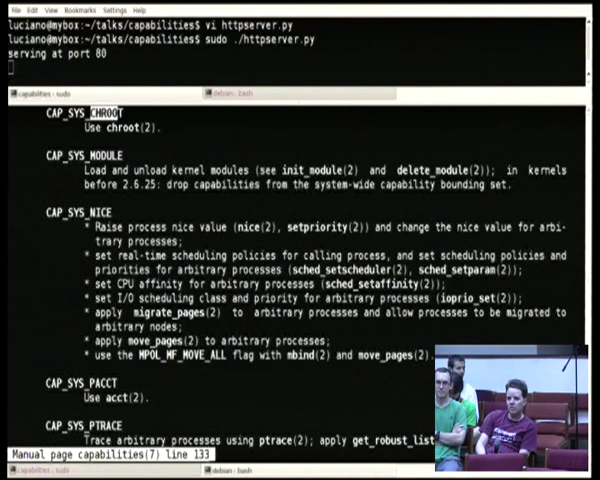 File Edit View Bookmarks Settings Help
luciano@mybox:~/talks/capabilities$ vi httpserver.py
luciano@mybox:~/talks/capabilities$ sudo ./httpserver.py
serving at port 80
capabilities : sudo
debian : bash
CAP_SYS_CHROOT
Use chroot(2).
CAP_SYS_MODULE
Load and unload kernel modules (see init_module(2) and delete_module(2)); in kernels
before 2.6.25: drop capabilities from the system-wide capability bounding set.
CAP_SYS_NICE
* Raise process nice value (nice(2), setpriority(2)) and change the nice value for arbi-
trary processes;
* set real-time scheduling policies for calling process, and set scheduling policies and
priorities for arbitrary processes (sched_setscheduler(2), sched_setparam(2));
* set CPU affinity for arbitrary processes (sched_setaffinity(2));
* set I/O scheduling class and priority for arbitrary processes (ioprio_set(2));
* apply migrate_pages(2) to arbitrary processes and allow processes to be migrated to
arbitrary nodes;
* apply move_pages(2) to arbitrary processes;
* use the MPOL_MF_MOVE_ALL flag with mbind(2) and move_pages(2).
CAP_SYS_PACCT
Use acct(2).
CAP_SYS_PTRACE
Trace arbitrary processes using ptrace(2); apply get_robust_list
Manual page capabilities(7) line 133
capabilities : sudo
debian : bash